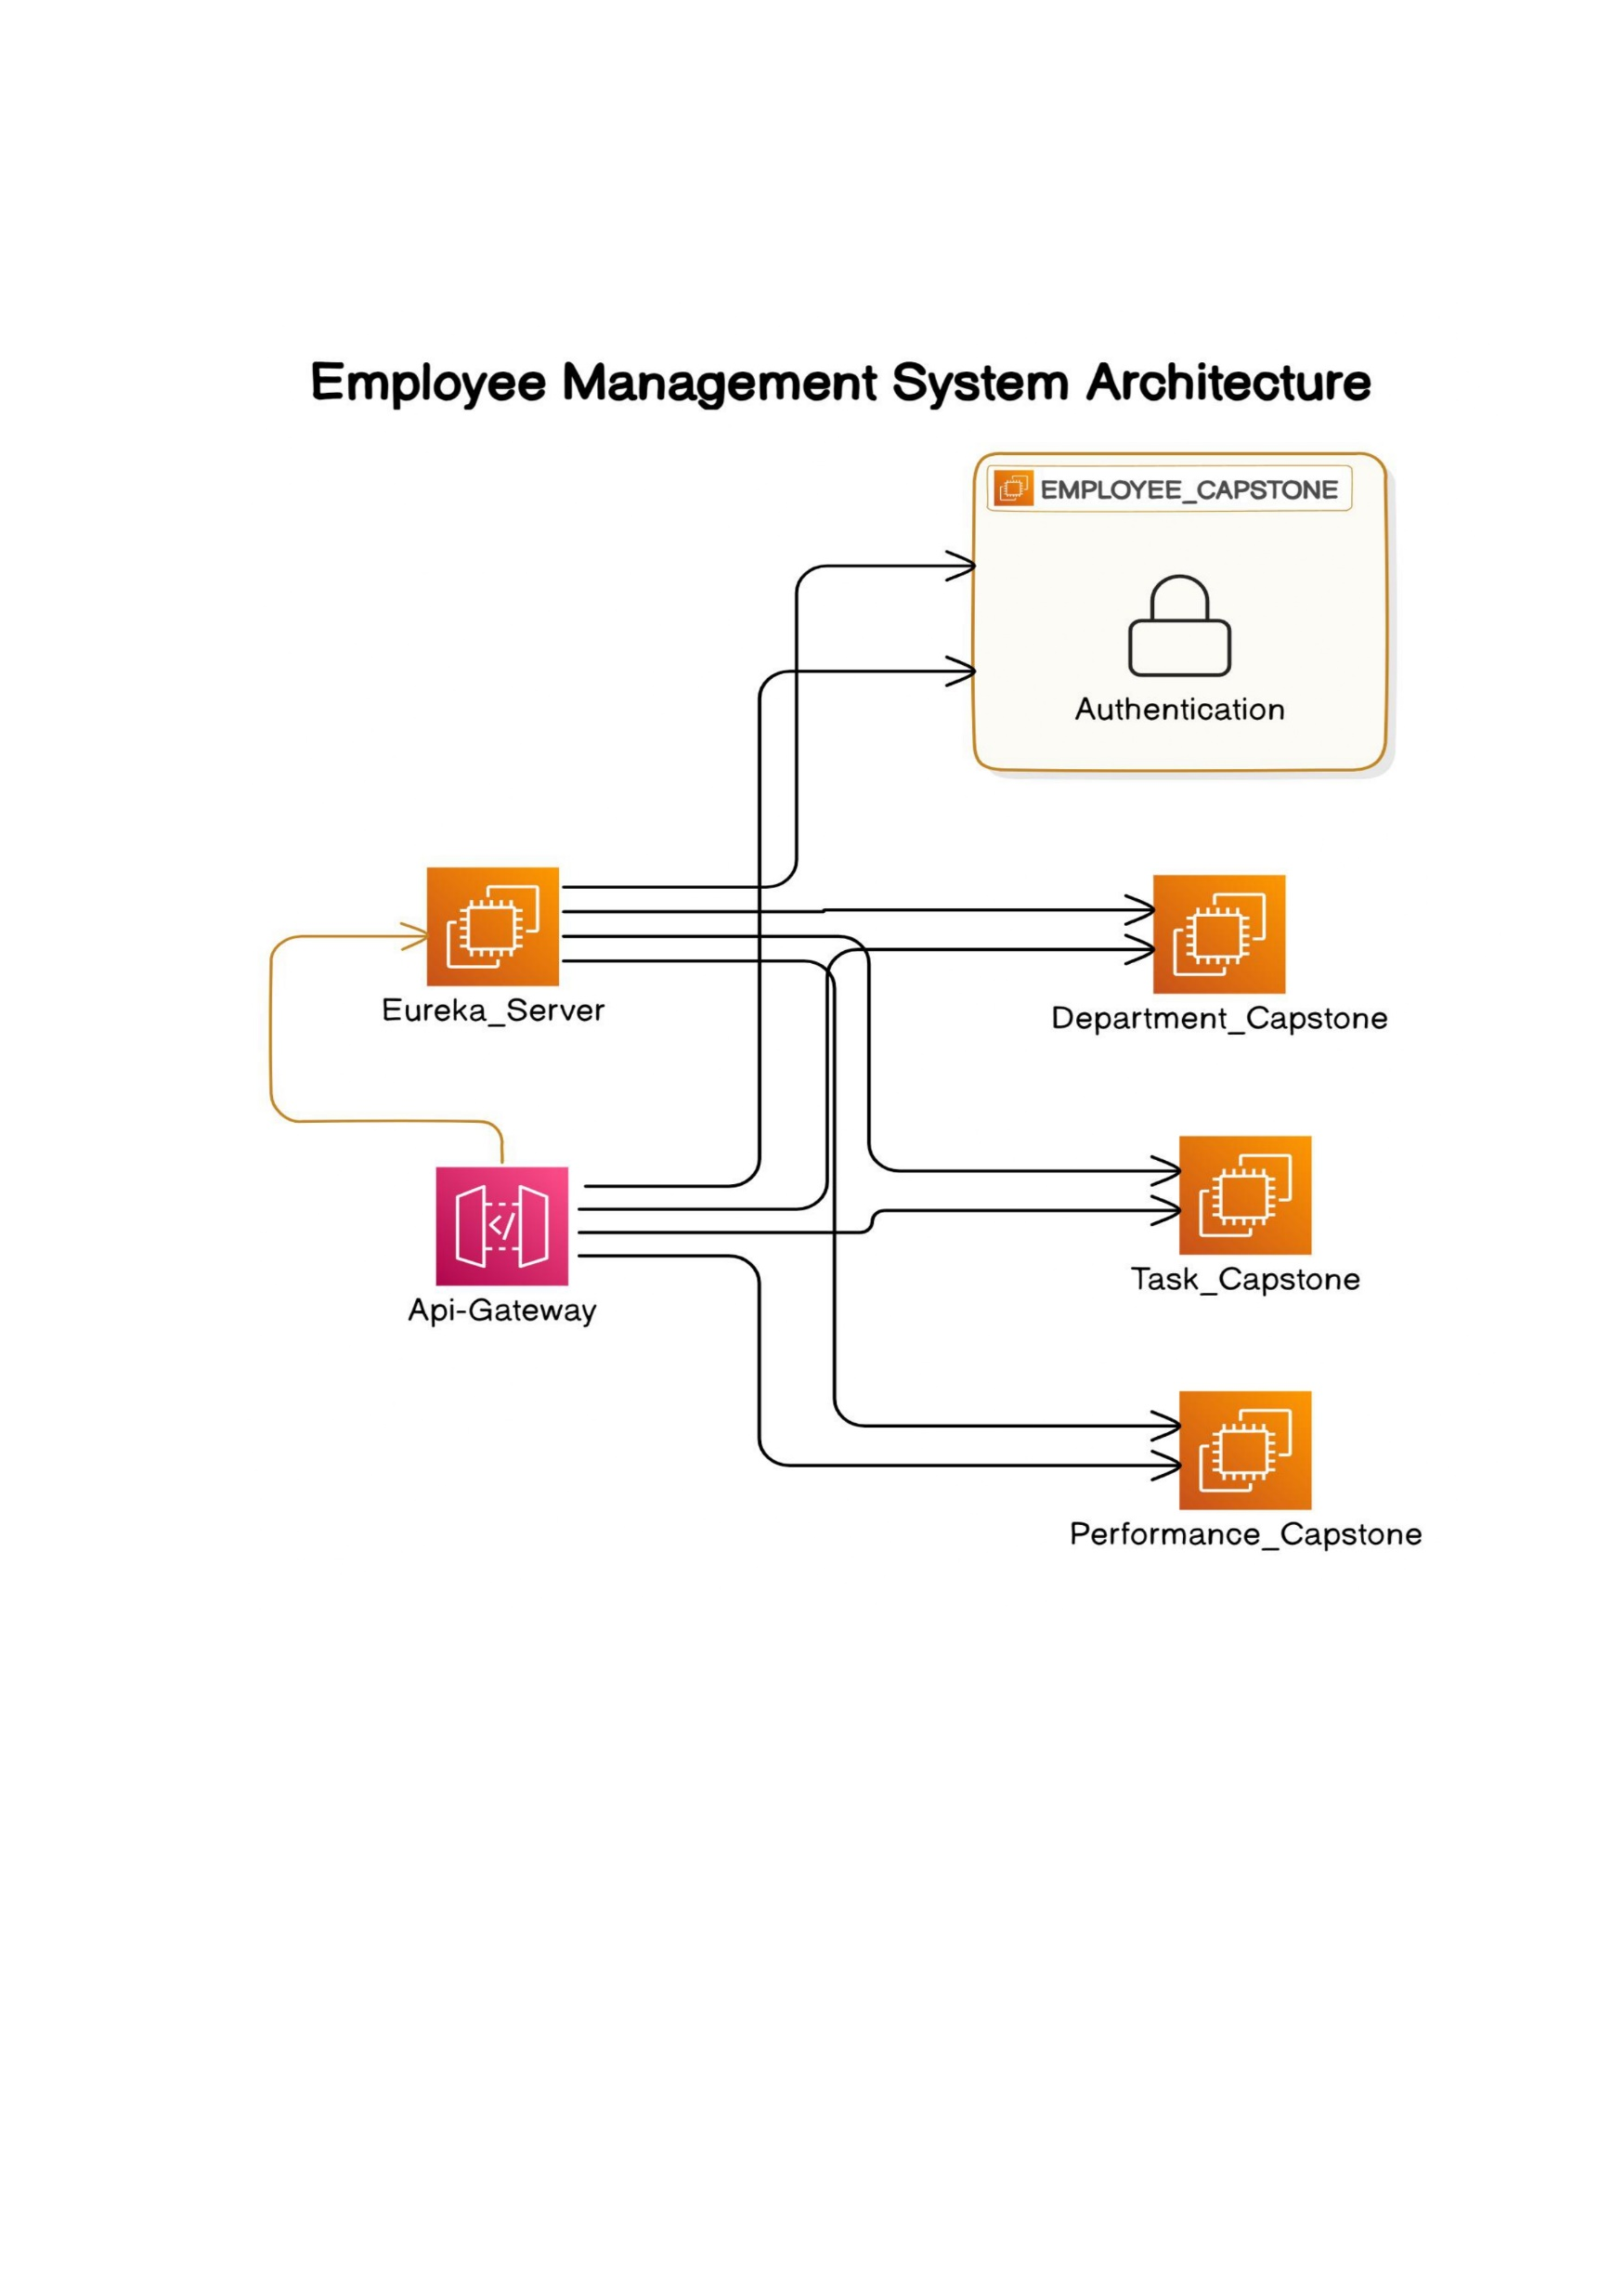 Employee Management System Architecture
EMPLOYEE_CAPSTONE
Authentication
Eureka_Server
Department_Capstone
</>
Api-Gateway
Task_Capstone
Performance_Capstone